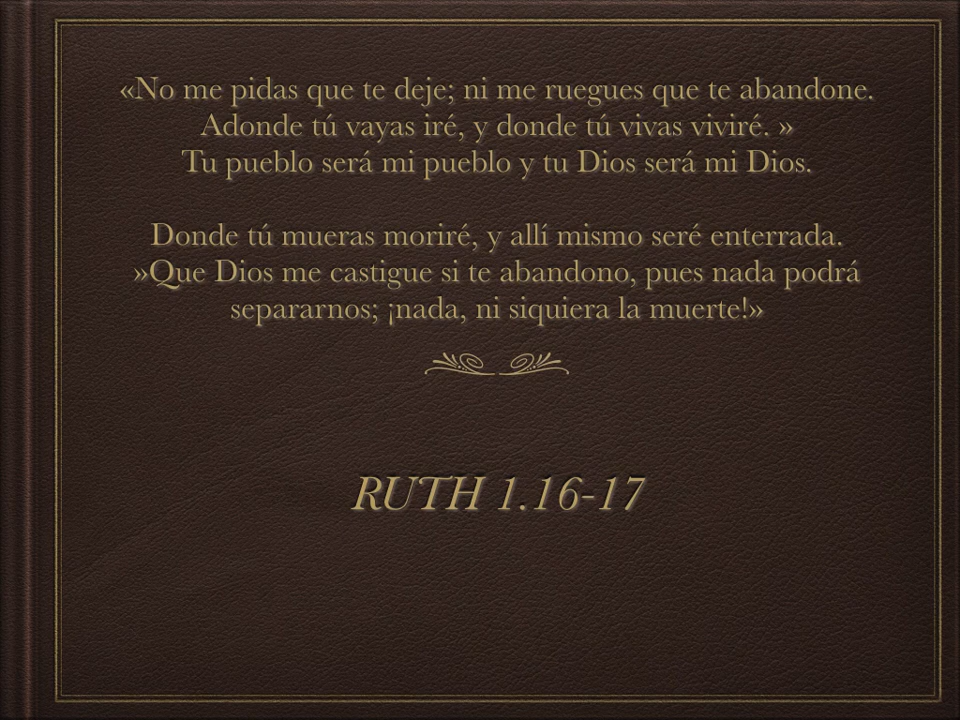 «No me pidas que te deje; ni me ruegues que te abandone.
Adonde tú vayas iré, y donde tú vivas viviré. »
Tu pueblo será mi pueblo y tu Dios será mi Dios.
Donde tú mueras moriré, y allí mismo seré enterrada.
»Que Dios me castigue si te abandono, pues nada podrá
separarnos; ¡nada, ni siquiera la muerte!»
RUTH 1.16-17